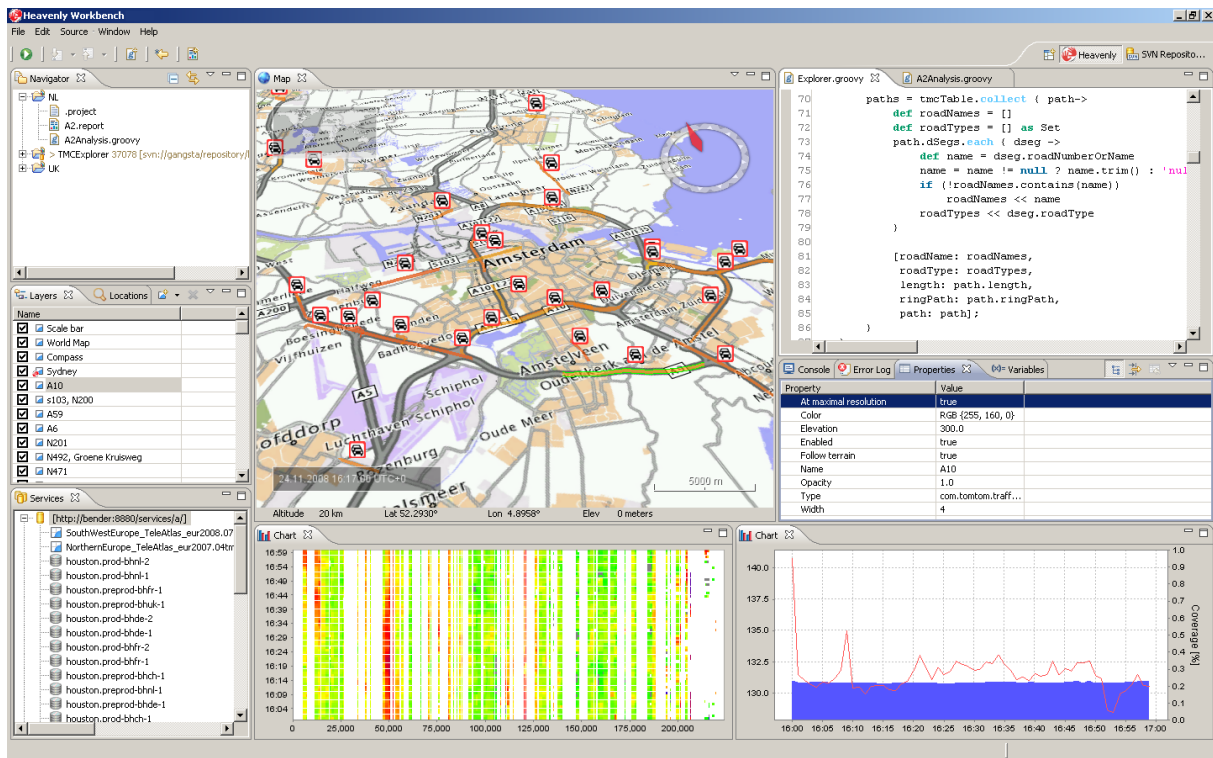 Heavenly Workbench
File Edit Source Window Help
Heavenly SVN Reposito...
Navigator
NL
.project
A2.report
A2Analysis.groovy
> TMCExplorer 37078 [svn://gangsta/repository/
UK
Layers Locations
Name
Scale bar
World Map
Compass
Sydney
A10
s103, N200
A59
A6
N201
N492, Groene Kruisweg
N471
Services
[http://bender:8880/services/a/]
SouthWestEurope_TeleAtlas_eur2008.07
NorthernEurope_TeleAtlas_eur2007.04tm
houston.prod-bhnl-2
houston.prod-bhnl-1
houston.preprod-bhfr-1
houston.preprod-bhuk-1
houston.prod-bhde-2
houston.prod-bhde-1
houston.prod-bhfr-2
houston.prod-bhfr-1
houston.preprod-bhch-1
houston.preprod-bhnl-1
houston.preprod-bhde-1
houston.prod-bhch-1
Map
Amsterdam
Halfweg
A200
Boesingheliede
Vijfhuizen
Badhoevedorp
Amstelveen
Ouderkerk aan de Amstel
A9
A5
Schiphol
Luchthaven Schiphol
Oude Meer
Rozenburg
24.11.2008 16:17:00 UTC+0
5000 m
Altitude 20 km Lat 52.2930° Lon 4.8958° Elev 0 meters
Explorer.groovy A2Analysis.groovy
70 paths = tmcTable.collect { path->
71 def roadNames = []
72 def roadTypes = [] as Set
73 path.dSegs.each { dseg ->
74 def name = dseg.roadNumberOrName
75 name = name != null ? name.trim() : 'nul
76 if (!roadNames.contains(name))
77 roadNames << name
78 roadTypes << dseg.roadType
79 }
80
81 [roadName: roadNames,
82 roadType: roadTypes,
83 length: path.length,
84 ringPath: path.ringPath,
85 path: path];
86 }
Console Error Log Properties (x)= Variables
Property Value
At maximal resolution true
Color RGB {255, 160, 0}
Elevation 300.0
Enabled true
Follow terrain true
Name A10
Opacity 1.0
Type com.tomtom.traff...
Width 4
Chart
16:59
16:54
16:49
16:44
16:39
16:34
16:29
16:24
16:19
16:14
16:09
16:04
0 25,000 50,000 75,000 100,000 125,000 150,000 175,000 200,000
Chart
140.0
137.5
135.0
132.5
130.0
1.0
0.9
0.8
0.7
0.6
0.5
0.4
0.3
0.2
0.1
0.0
Coverage [%]
16:00 16:05 16:10 16:15 16:20 16:25 16:30 16:35 16:40 16:45 16:50 16:55 17:00